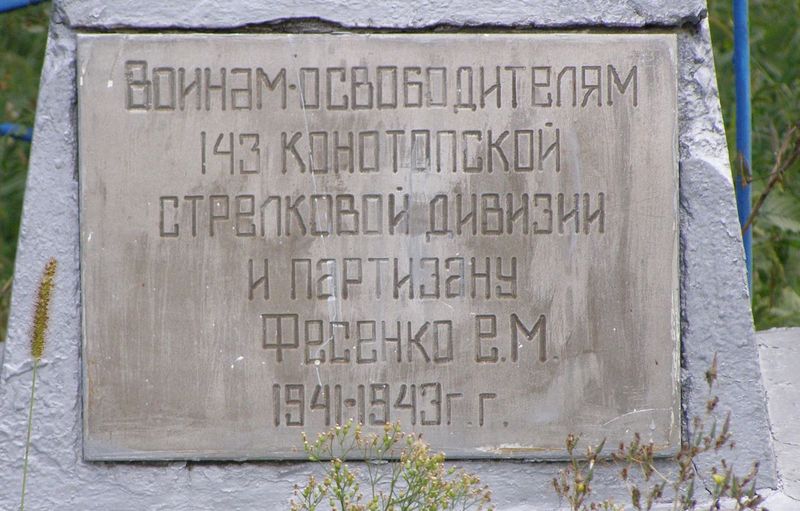 Воинам-освободителям
143 Конотопской
стрелковой дивизии
и партизану
Фесенко Е.М.
1941-1943г.г.